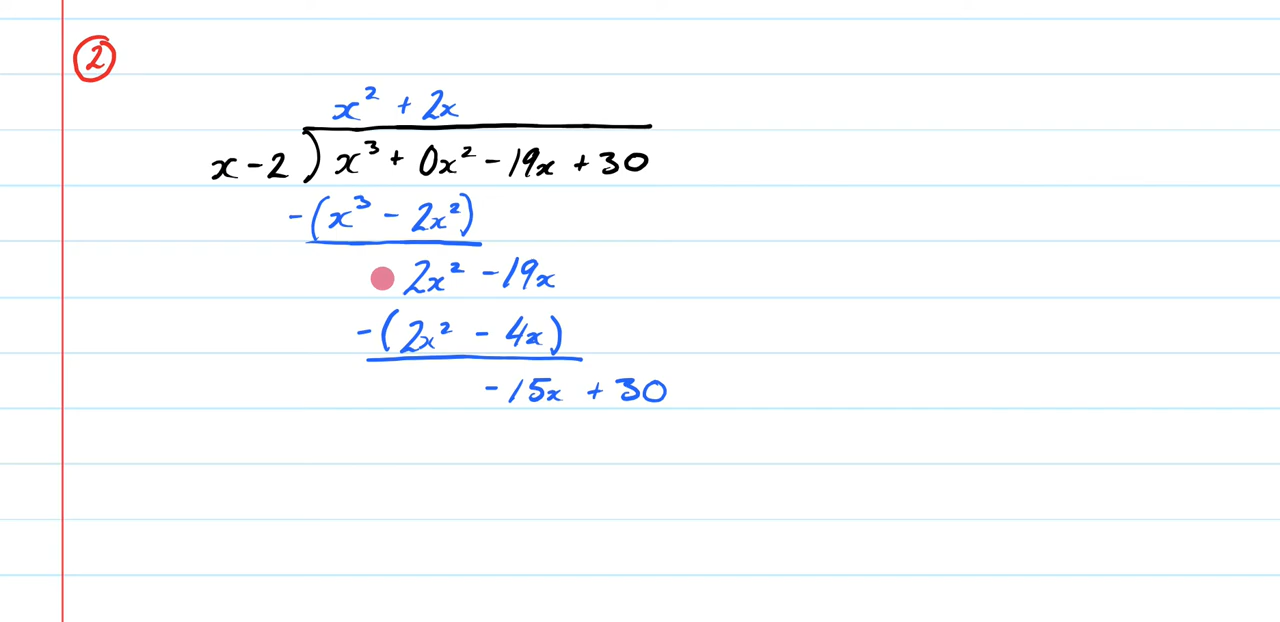 2
x² + 2x
x - 2 ) x³ + 0x² - 19x + 30
-(x³ - 2x²)
2x² - 19x
-(2x² - 4x)
-15x + 30